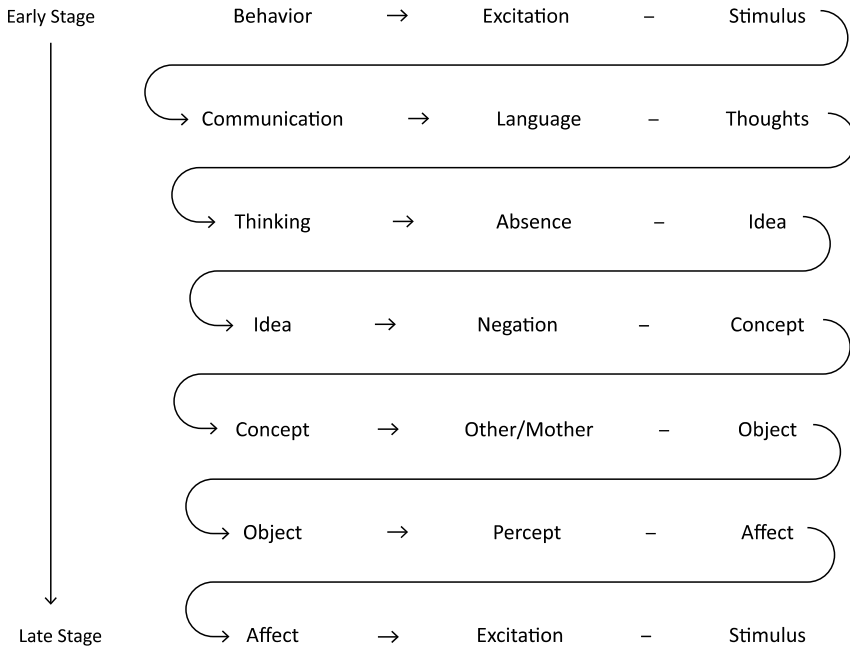 Early Stage Behavior → Excitation – Stimulus
Communication → Language – Thoughts
Thinking → Absence – Idea
Idea → Negation – Concept
Concept → Other/Mother – Object
Object → Percept – Affect
Late Stage Affect → Excitation – Stimulus